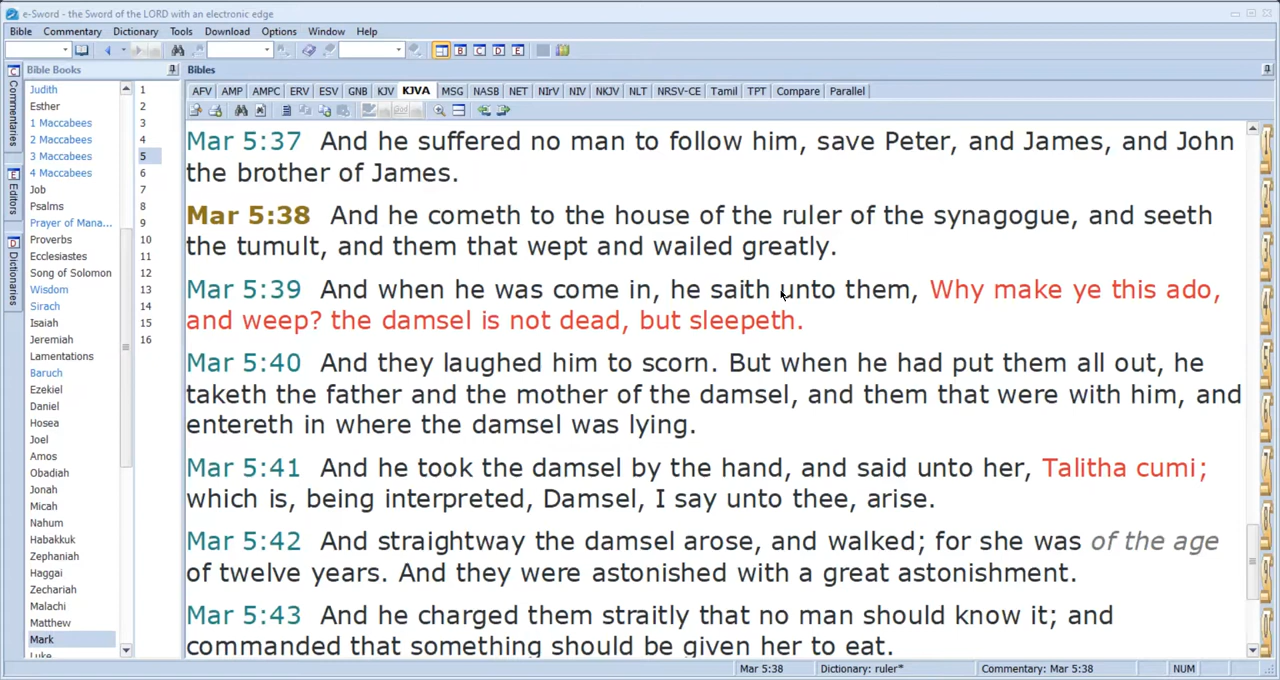 e-Sword - the Sword of the LORD with an electronic edge
Bible Commentary Dictionary Tools Download Options Window Help
B C D E
Bible Books
Bibles
AFV AMP AMPC ERV ESV GNB KJV KJVA MSG NASB NET NIrV NIV NKJV NLT NRSV-CE Tamil TPT Compare Parallel
Commentaries
Editors
Dictionaries
Judith
Esther
1 Maccabees
2 Maccabees
3 Maccabees
4 Maccabees
Job
Psalms
Prayer of Mana...
Proverbs
Ecclesiastes
Song of Solomon
Wisdom
Sirach
Isaiah
Jeremiah
Lamentations
Baruch
Ezekiel
Daniel
Hosea
Joel
Amos
Obadiah
Jonah
Micah
Nahum
Habakkuk
Zephaniah
Haggai
Zechariah
Malachi
Matthew
Mark
Luke
1
2
3
4
5
6
7
8
9
10
11
12
13
14
15
16
Mar 5:37 And he suffered no man to follow him, save Peter, and James, and John
the brother of James.
Mar 5:38 And he cometh to the house of the ruler of the synagogue, and seeth
the tumult, and them that wept and wailed greatly.
Mar 5:39 And when he was come in, he saith unto them, Why make ye this ado,
and weep? the damsel is not dead, but sleepeth.
Mar 5:40 And they laughed him to scorn. But when he had put them all out, he
taketh the father and the mother of the damsel, and them that were with him, and
entereth in where the damsel was lying.
Mar 5:41 And he took the damsel by the hand, and said unto her, Talitha cumi;
which is, being interpreted, Damsel, I say unto thee, arise.
Mar 5:42 And straightway the damsel arose, and walked; for she was of the age
of twelve years. And they were astonished with a great astonishment.
Mar 5:43 And he charged them straitly that no man should know it; and
commanded that something should be given her to eat.
Mar 5:38 Dictionary: ruler* Commentary: Mar 5:38 NUM